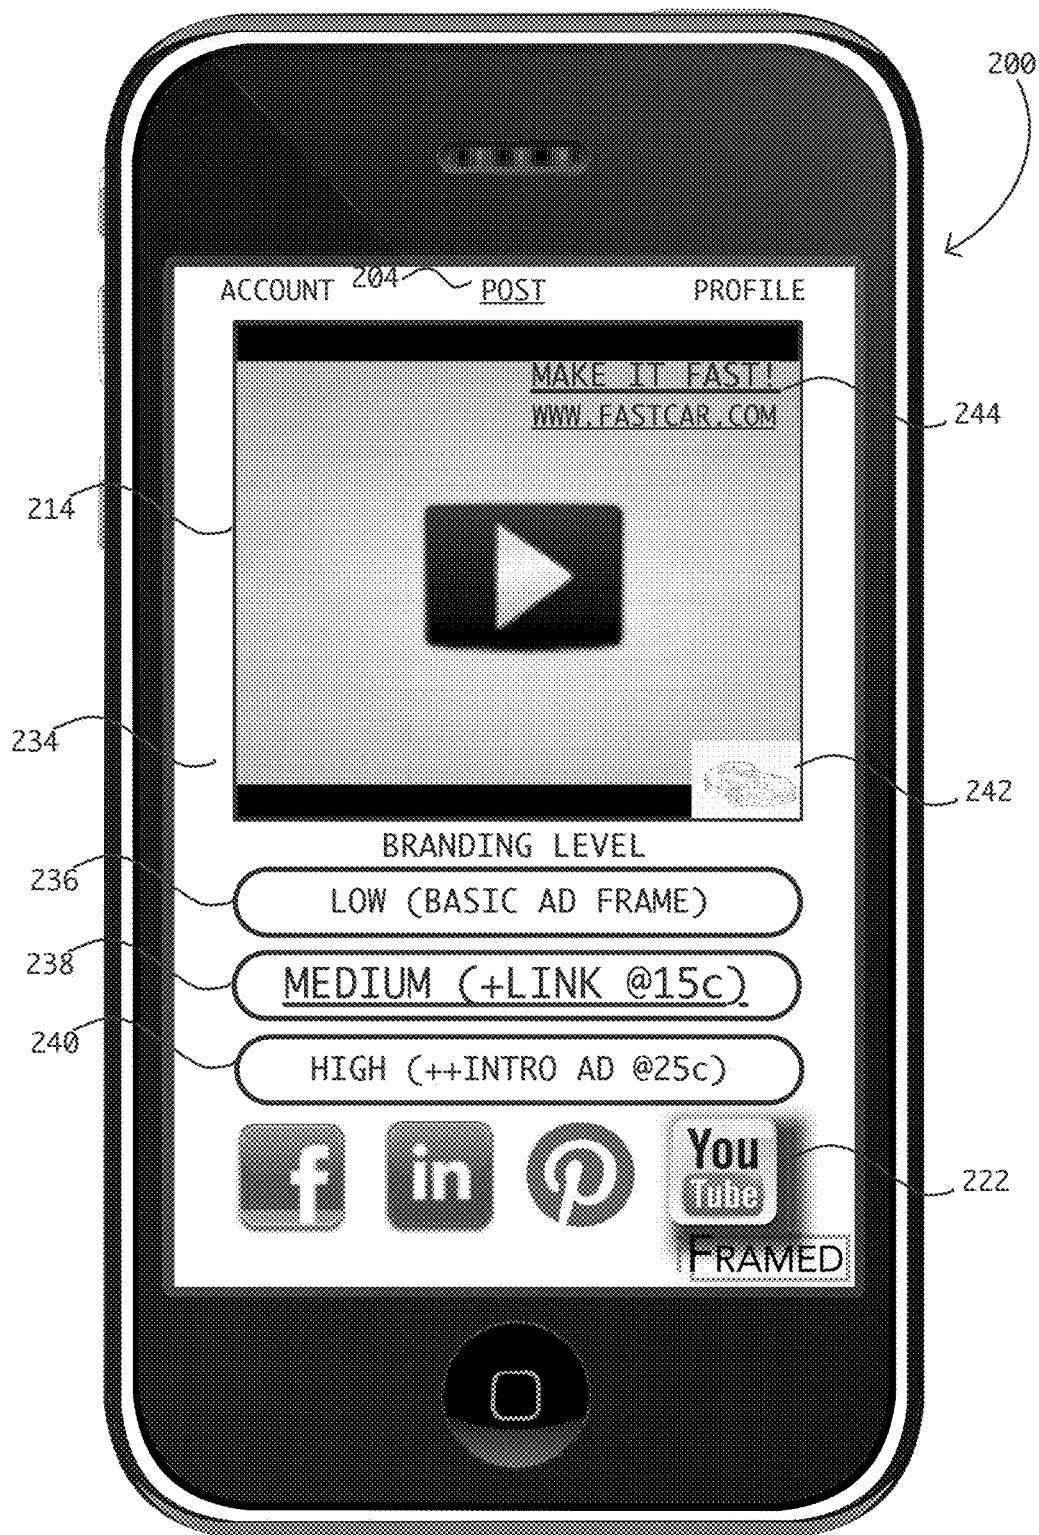 200
ACCOUNT 204 POST PROFILE
MAKE IT FAST!
WWW.FASTCAR.COM
244
214
234
242
BRANDING LEVEL
236
LOW (BASIC AD FRAME)
238
MEDIUM (+LINK @15c)
240
HIGH (++INTRO AD @25c)
f in P You Tube
222
FRAMED